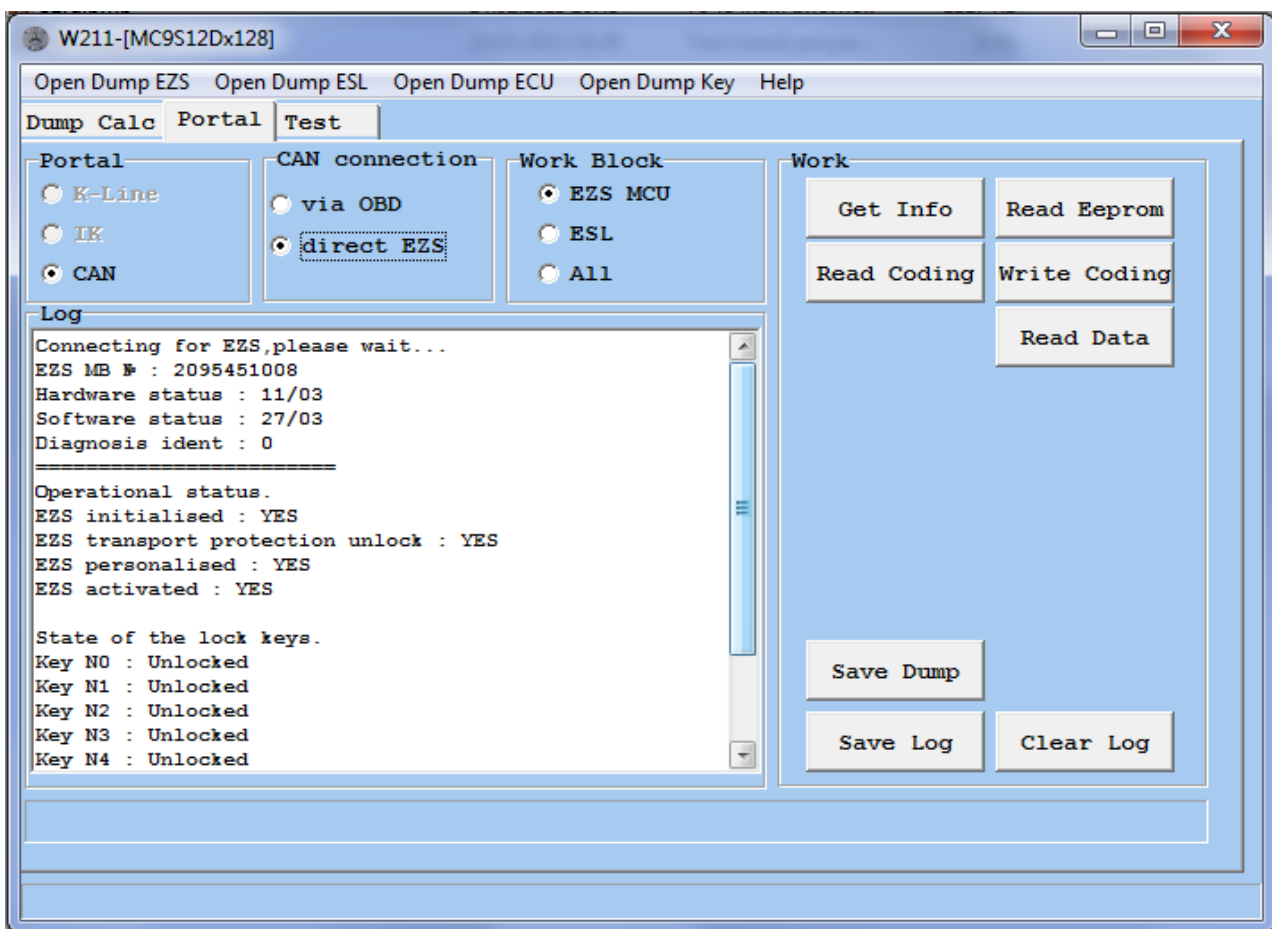 W211-[MC9S12Dx128]
Open Dump EZS Open Dump ESL Open Dump ECU Open Dump Key Help
Dump Calc Portal Test
Portal
K-Line
IK
CAN
CAN connection
via OBD
direct EZS
Work Block
EZS MCU
ESL
All
Work
Get Info Read Eeprom
Read Coding Write Coding
Read Data
Save Dump
Save Log Clear Log
Log
Connecting for EZS,please wait...
EZS MB № : 2095451008
Hardware status : 11/03
Software status : 27/03
Diagnosis ident : 0
========================
Operational status.
EZS initialised : YES
EZS transport protection unlock : YES
EZS personalised : YES
EZS activated : YES
State of the lock keys.
Key N0 : Unlocked
Key N1 : Unlocked
Key N2 : Unlocked
Key N3 : Unlocked
Key N4 : Unlocked